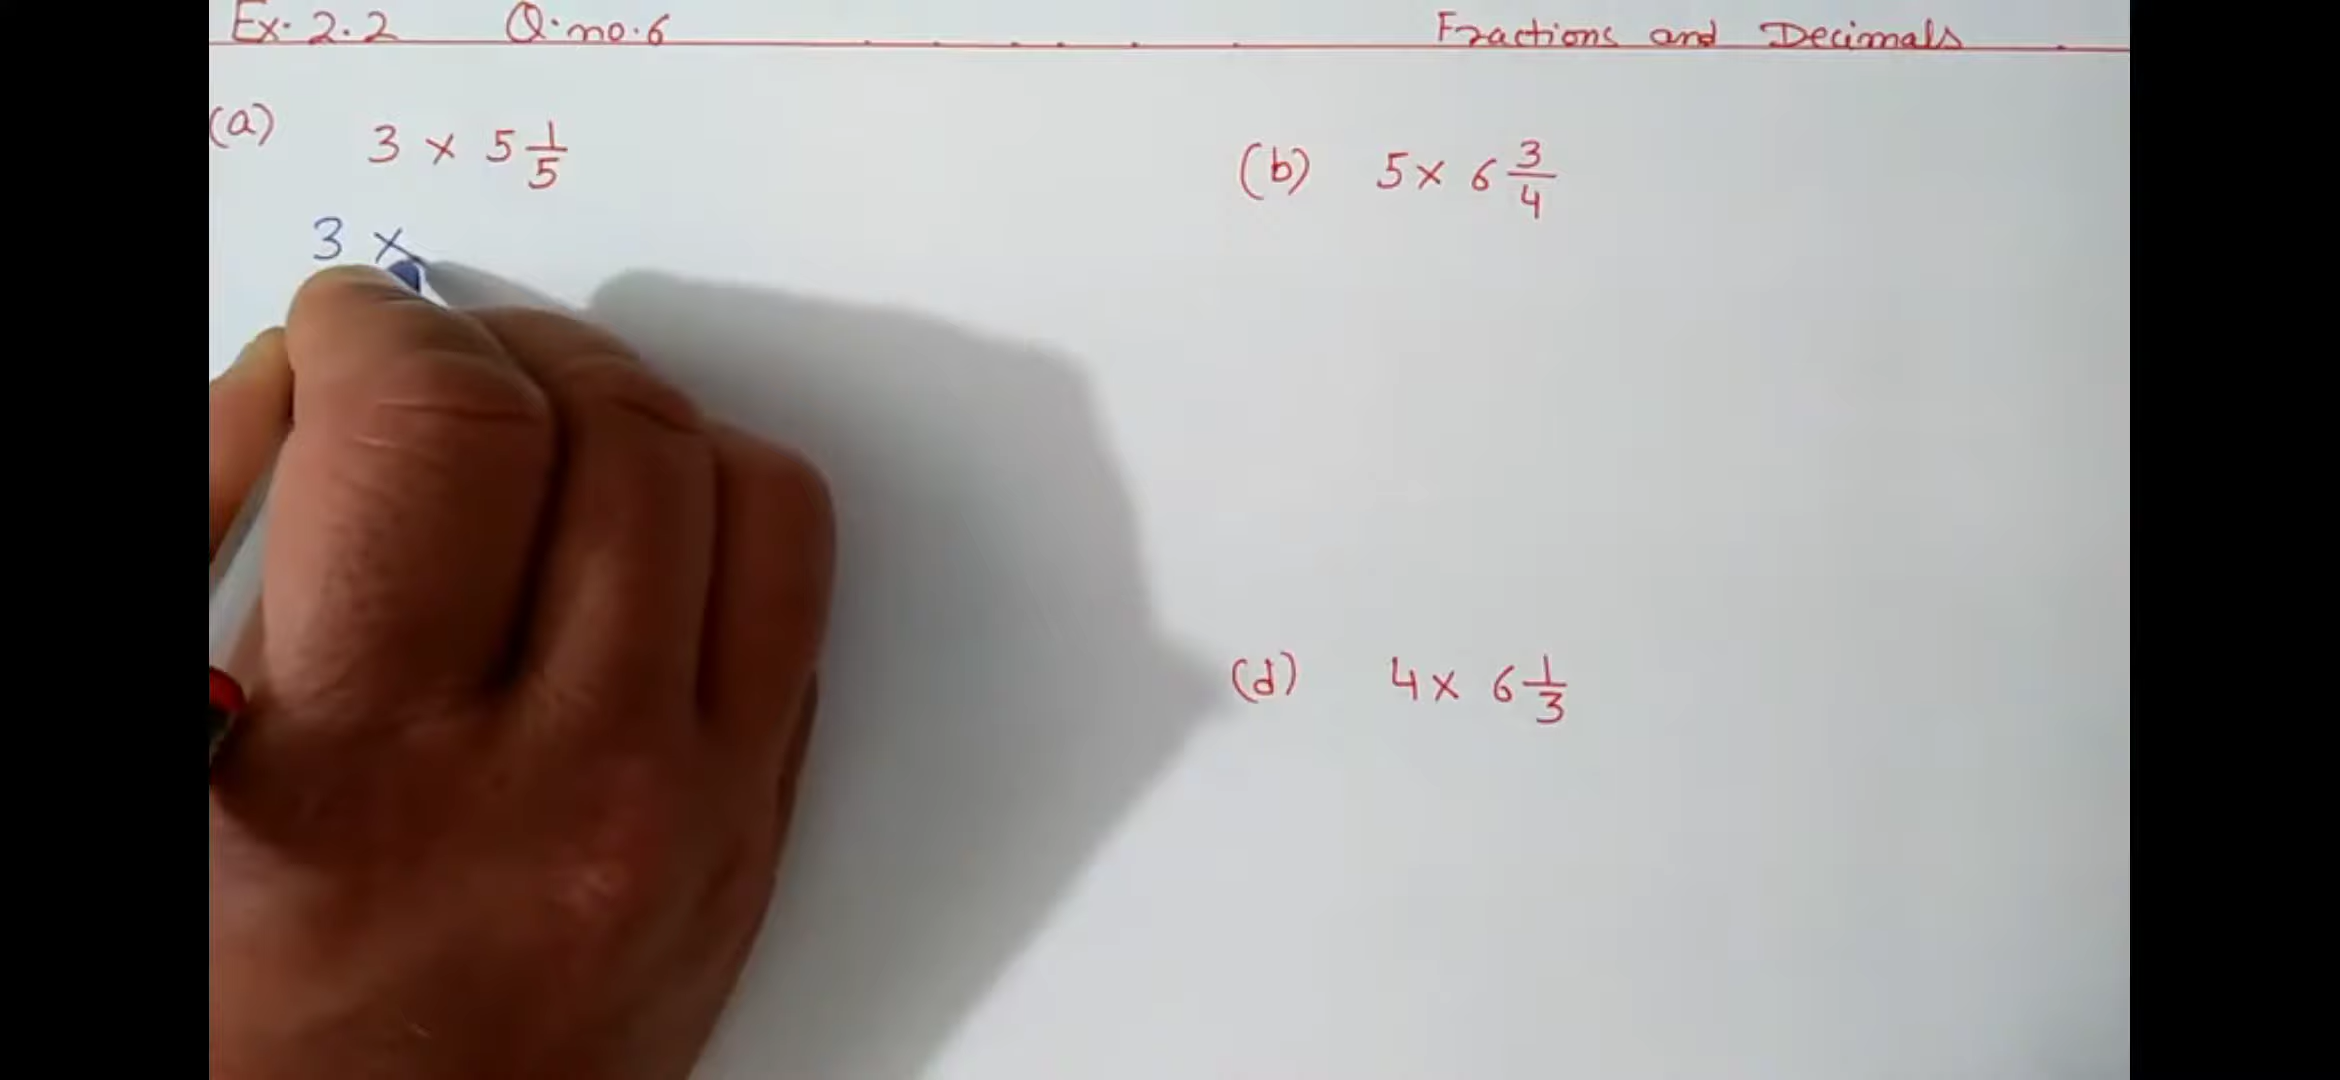 Ex. 2.2 Q.no.6 Fractions and Decimals
(a) 3 × 5 1/5
(b) 5 × 6 3/4
3 ×
(d) 4 × 6 1/3